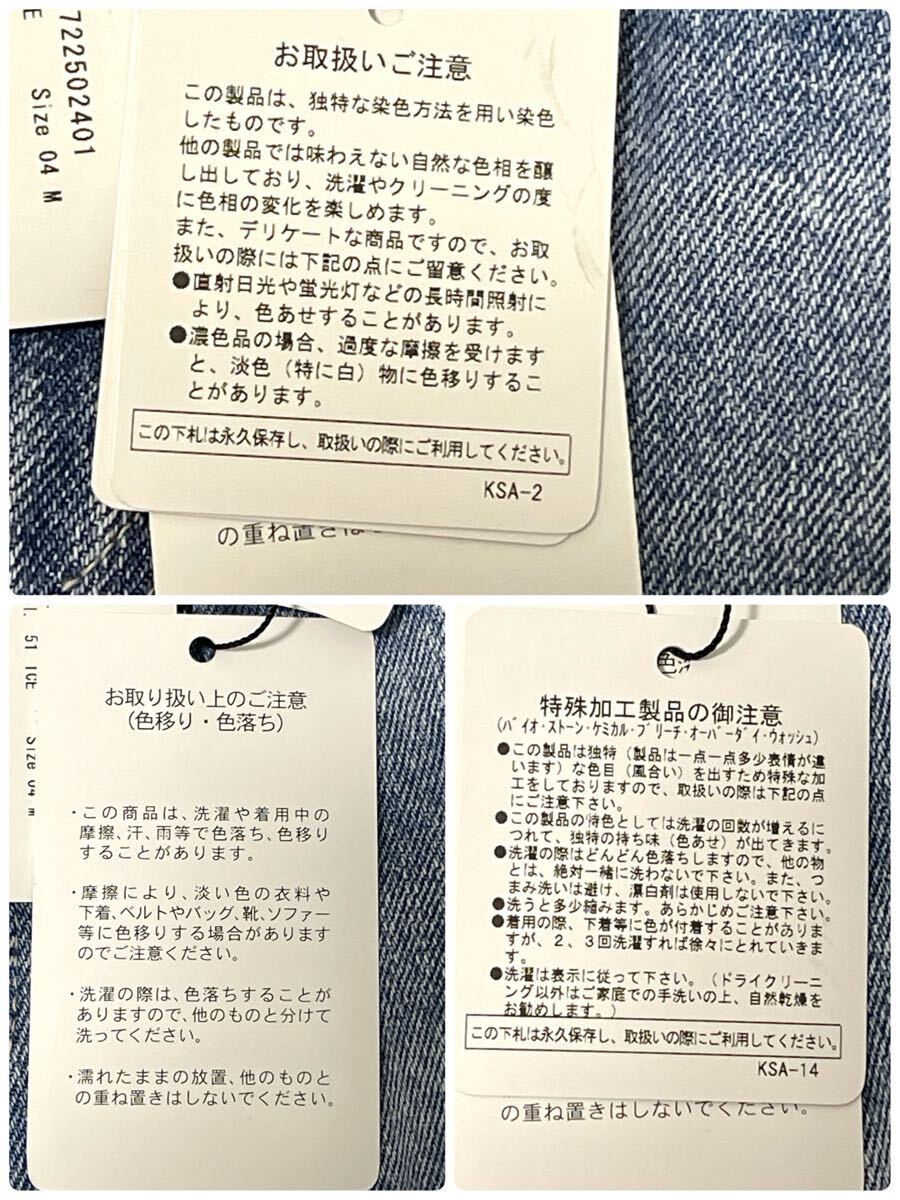 722502401
Size 04 M
お取扱いご注意
この製品は、独特な染色方法を用い染色
したものです。
他の製品では味わえない自然な色相を醸
し出しており、洗濯やクリーニングの度
に色相の変化を楽しめます。
また、デリケートな商品ですので、お取
扱いの際には下記の点にご留意ください。
●直射日光や蛍光灯などの長時間照射に
より、色あせすることがあります。
●濃色品の場合、過度な摩擦を受けます
と、淡色（特に白）物に色移りするこ
とがあります。
この下札は永久保存し、取扱いの際にご利用してください。
KSA-2
の重ね置きは
51 ICE
Size 04 M
お取り扱い上のご注意
(色移り・色落ち)
・この商品は、洗濯や着用中の
摩擦、汗、雨等で色落ち、色移り
することがあります。
・摩擦により、淡い色の衣料や
下着、ベルトやバッグ、靴、ソファー
等に色移りする場合があります
のでご注意ください。
・洗濯の際は、色落ちすることが
ありますので、他のものと分けて
洗ってください。
・濡れたままの放置、他のものと
の重ね置きはしないでください。
特殊加工製品の御注意
(ﾊﾞｲｵ･ｽﾄｰﾝ･ｹﾐｶﾙ･ﾌﾞﾘｰﾁ･ｵｰﾊﾞｰﾀﾞｲ･ｳｫｯｼｭ)
●この製品は独特（製品は一点一点多少表情が違
います）な色目（風合い）を出すため特殊な加
工をしておりますので、取扱いの際は下記の点
にご注意下さい。
●この製品の特色としては洗濯の回数が増えるに
つれて、独特の持ち味（色あせ）が出てきます。
●洗濯の際はどんどん色落ちしますので、他の物
とは、絶対一緒に洗わないで下さい。また、つ
まみ洗いは避け、漂白剤は使用しないで下さい。
●洗うと多少縮みます。あらかじめご注意下さい。
●着用の際、下着等に色が付着することがありま
すが、２、３回洗濯すれば徐々にとれていきま
す。
●洗濯は表示に従って下さい。（ドライクリーニ
ング以外はご家庭での手洗いの上、自然乾燥を
お勧めします。）
この下札は永久保存し、取扱いの際にご利用してください。
KSA-14
の重ね置きはしないでください。